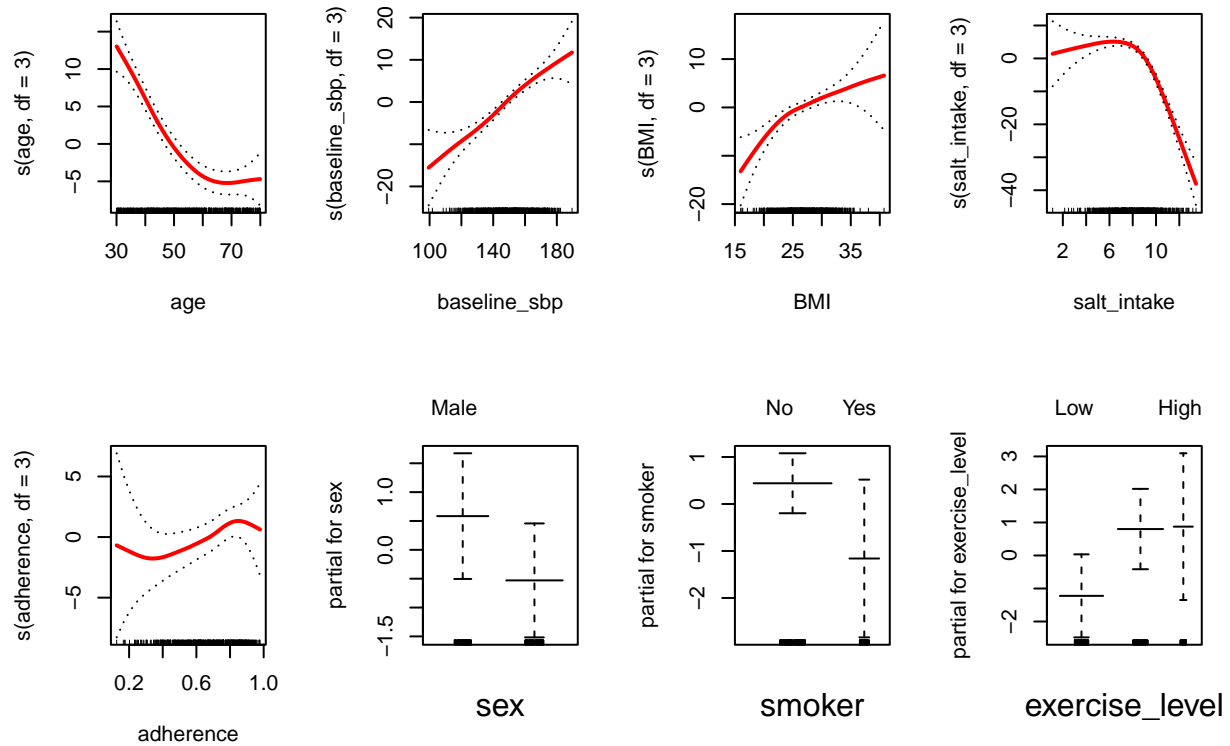 s(age, df = 3)
−5 0 5 10
30 50 70
age
s(baseline_sbp, df = 3)
−20 −10 0 10 20
100 140 180
baseline_sbp
s(BMI, df = 3)
−20 0 10
15 25 35
BMI
s(salt_intake, df = 3)
−40 −20 0
2 6 10
salt_intake
s(adherence, df = 3)
−5 0 5
0.2 0.6 1.0
adherence
Male
partial for sex
−1.5 0.0 1.0
sex
No Yes
partial for smoker
−2 −1 0 1
smoker
Low High
partial for exercise_level
−2 0 1 2 3
exercise_level